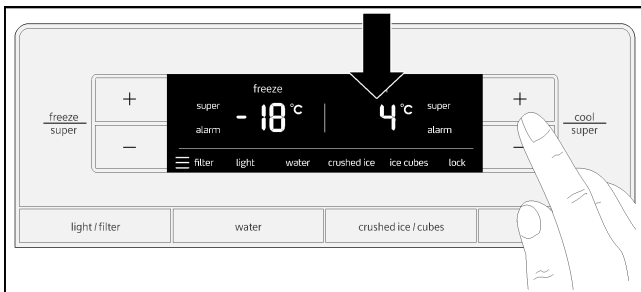 freeze
super
+
−
freeze
super
alarm
-18 °C
4 °C
super
alarm
filter
light
water
crushed ice
ice cubes
lock
+
−
cool
super
light / filter
water
crushed ice / cubes